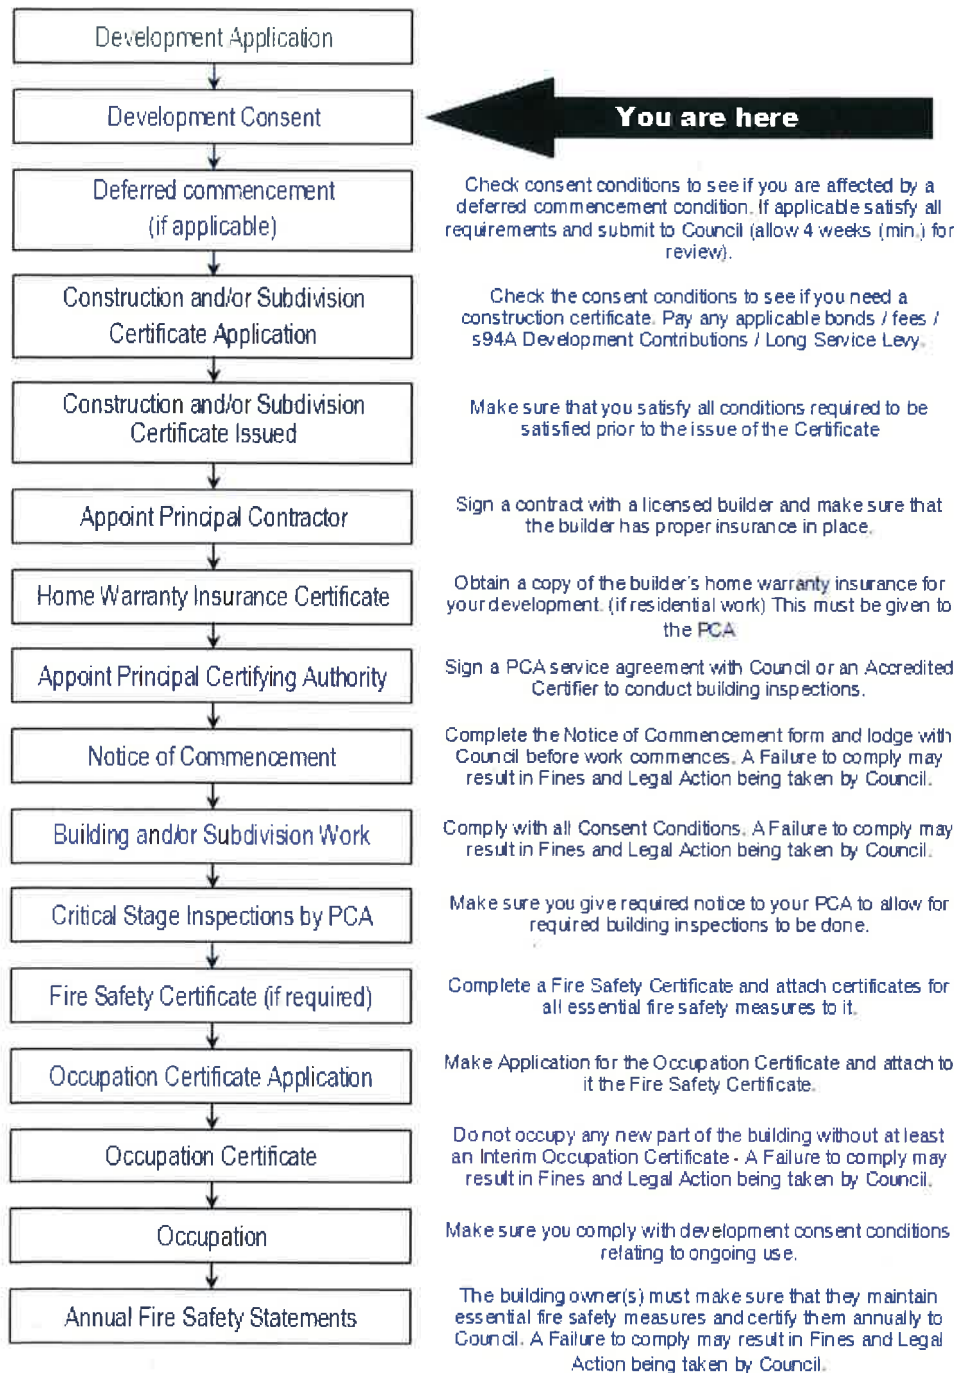 Development Application
Development Consent
You are here
Deferred commencement
(if applicable)
Check consent conditions to see if you are affected by a
deferred commencement condition. If applicable satisfy all
requirements and submit to Council (allow 4 weeks (min.) for
review).
Construction and/or Subdivision
Certificate Application
Check the consent conditions to see if you need a
construction certificate. Pay any applicable bonds / fees /
s94A Development Contributions / Long Service Levy.
Construction and/or Subdivision
Certificate Issued
Make sure that you satisfy all conditions required to be
satisfied prior to the issue of the Certificate
Appoint Principal Contractor
Sign a contract with a licensed builder and make sure that
the builder has proper insurance in place.
Home Warranty Insurance Certificate
Obtain a copy of the builder's home warranty insurance for
your development. (if residential work) This must be given to
the PCA
Appoint Principal Certifying Authority
Sign a PCA service agreement with Council or an Accredited
Certifier to conduct building inspections.
Notice of Commencement
Complete the Notice of Commencement form and lodge with
Council before work commences. A Failure to comply may
result in Fines and Legal Action being taken by Council.
Building and/or Subdivision Work
Comply with all Consent Conditions. A Failure to comply may
result in Fines and Legal Action being taken by Council.
Critical Stage Inspections by PCA
Make sure you give required notice to your PCA to allow for
required building inspections to be done.
Fire Safety Certificate (if required)
Complete a Fire Safety Certificate and attach certificates for
all essential fire safety measures to it.
Occupation Certificate Application
Make Application for the Occupation Certificate and attach to
it the Fire Safety Certificate.
Occupation Certificate
Do not occupy any new part of the building without at least
an Interim Occupation Certificate - A Failure to comply may
result in Fines and Legal Action being taken by Council.
Occupation
Make sure you comply with development consent conditions
relating to ongoing use.
Annual Fire Safety Statements
The building owner(s) must make sure that they maintain
essential fire safety measures and certify them annually to
Council. A Failure to comply may result in Fines and Legal
Action being taken by Council.